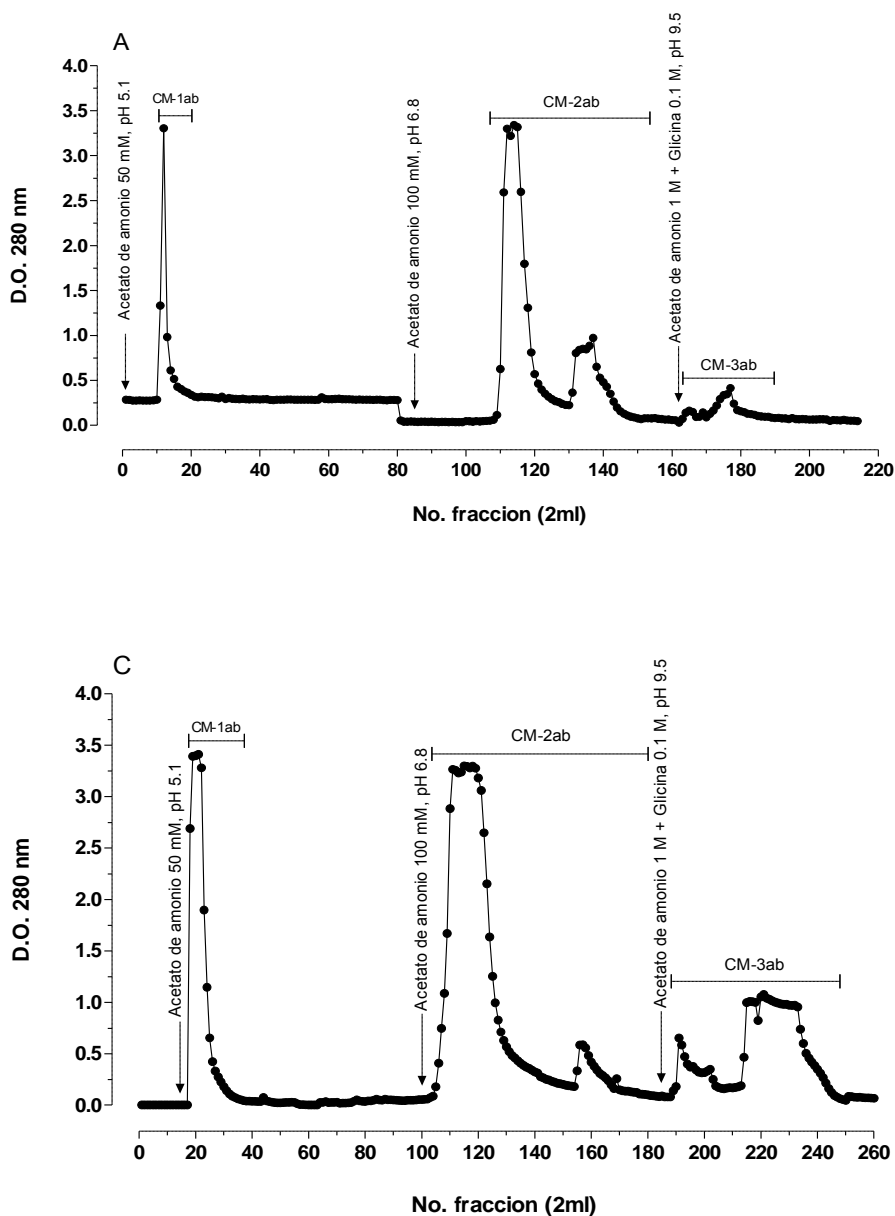 A
Acetato de amonio 50 mM, pH 5.1
CM-1ab
Acetato de amonio 100 mM, pH 6.8
CM-2ab
Acetato de amonio 1 M + Glicina 0.1 M, pH 9.5
CM-3ab
D.O. 280 nm
4.0
3.5
3.0
2.5
2.0
1.5
1.0
0.5
0.0
0 20 40 60 80 100 120 140 160 180 200 220
No. fraccion (2ml)
C
Acetato de amonio 50 mM, pH 5.1
CM-1ab
Acetato de amonio 100 mM, pH 6.8
CM-2ab
Acetato de amonio 1 M + Glicina 0.1 M, pH 9.5
CM-3ab
D.O. 280 nm
4.0
3.5
3.0
2.5
2.0
1.5
1.0
0.5
0.0
0 20 40 60 80 100 120 140 160 180 200 220 240 260
No. fraccion (2ml)